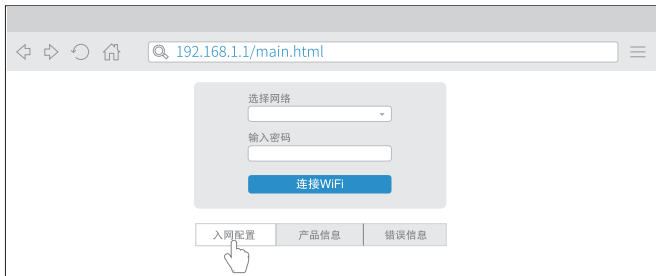 192.168.1.1/main.html
选择网络
输入密码
连接WiFi
入网配置 产品信息 错误信息